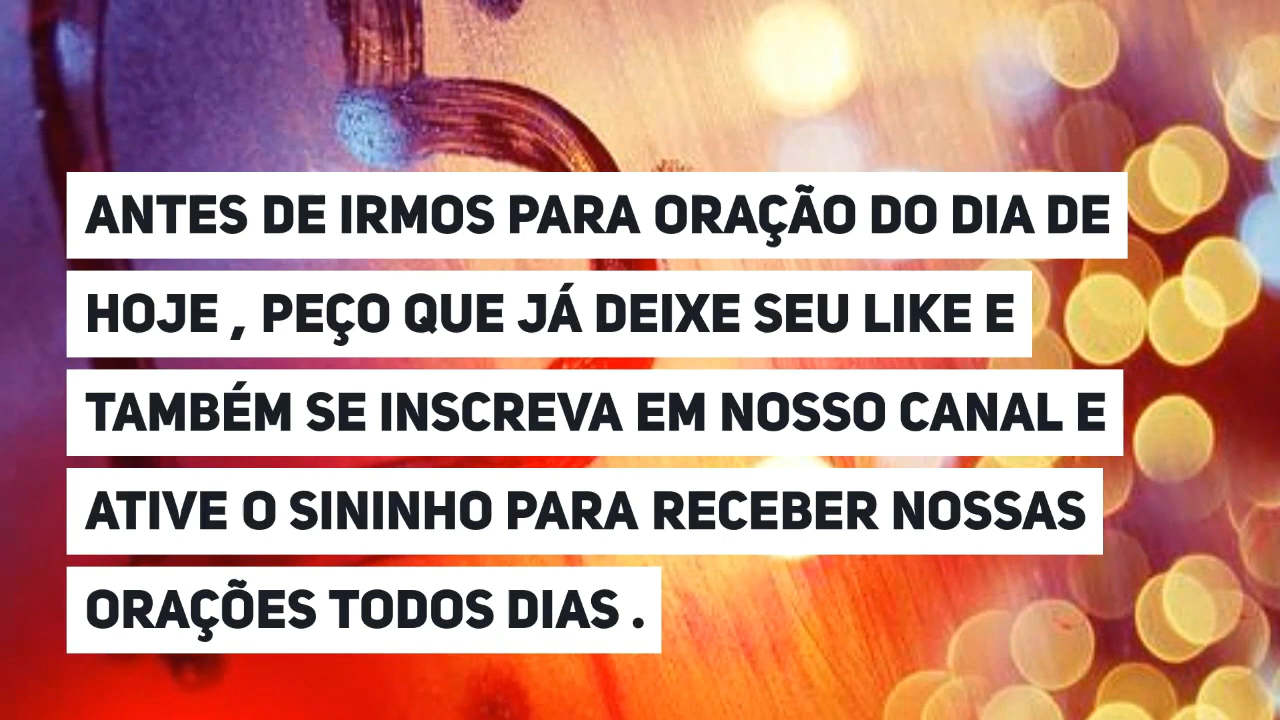 ANTES DE IRMOS PARA ORAÇÃO DO DIA DE
HOJE , PEÇO QUE JÁ DEIXE SEU LIKE E
TAMBÉM SE INSCREVA EM NOSSO CANAL E
ATIVE O SININHO PARA RECEBER NOSSAS
ORAÇÕES TODOS DIAS .